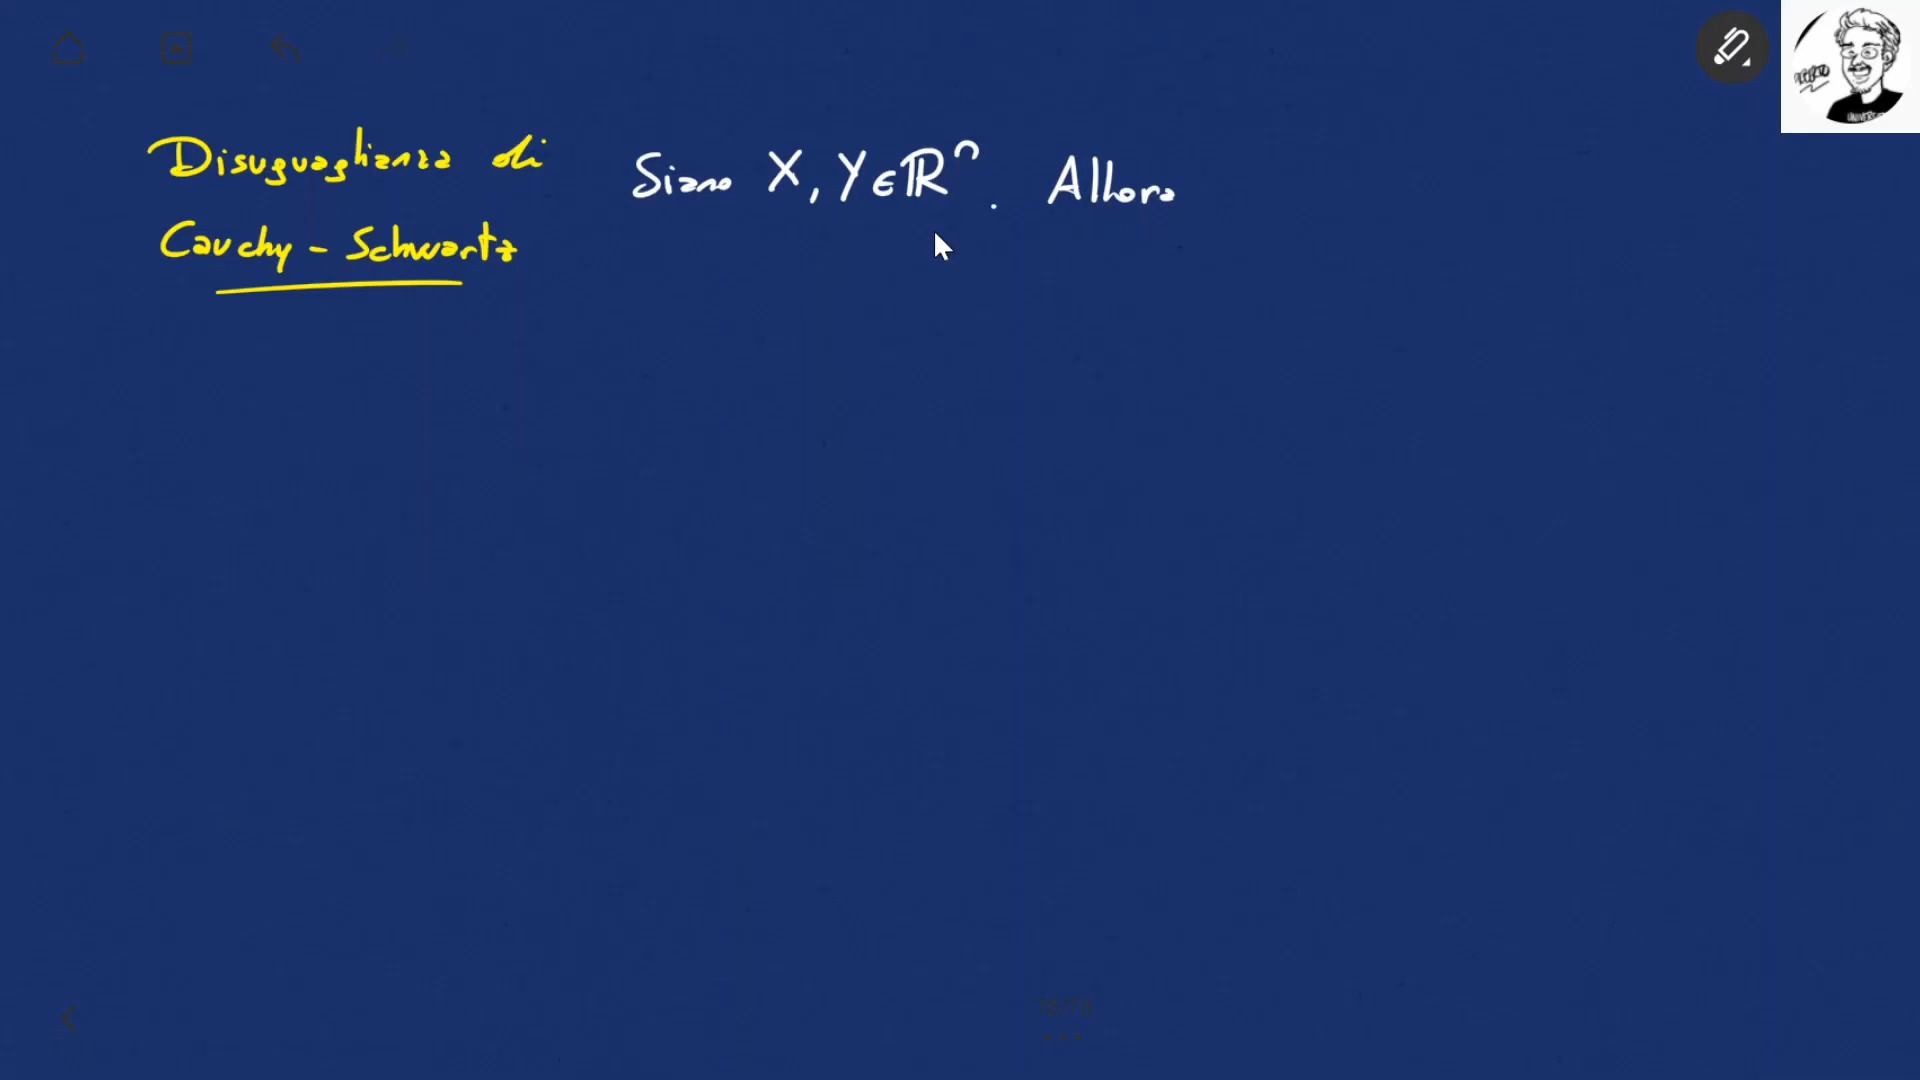 Disuguaglianza di
Cauchy - Schwartz
Siano X, Y ∈ ℝⁿ. Allora